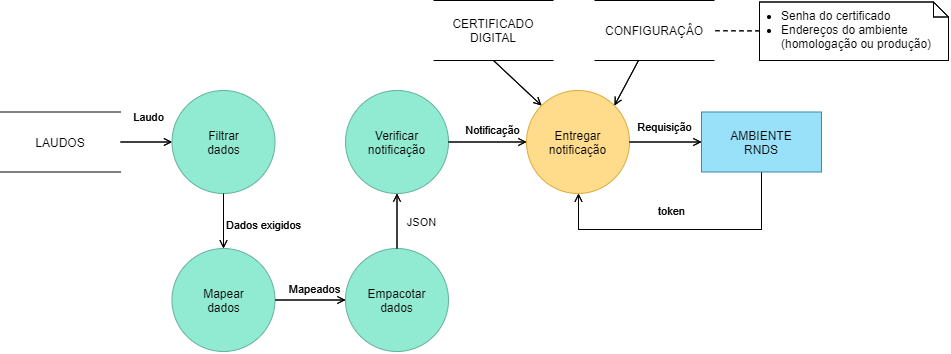 CERTIFICADO
DIGITAL
CONFIGURAÇÂO
• Senha do certificado
• Endereços do ambiente
(homologação ou produção)
LAUDOS
Laudo
Filtrar
dados
Verificar
notificação
Notificação
Entregar
notificação
Requisição
AMBIENTE
RNDS
Dados exigidos
JSON
token
Mapear
dados
Mapeados
Empacotar
dados